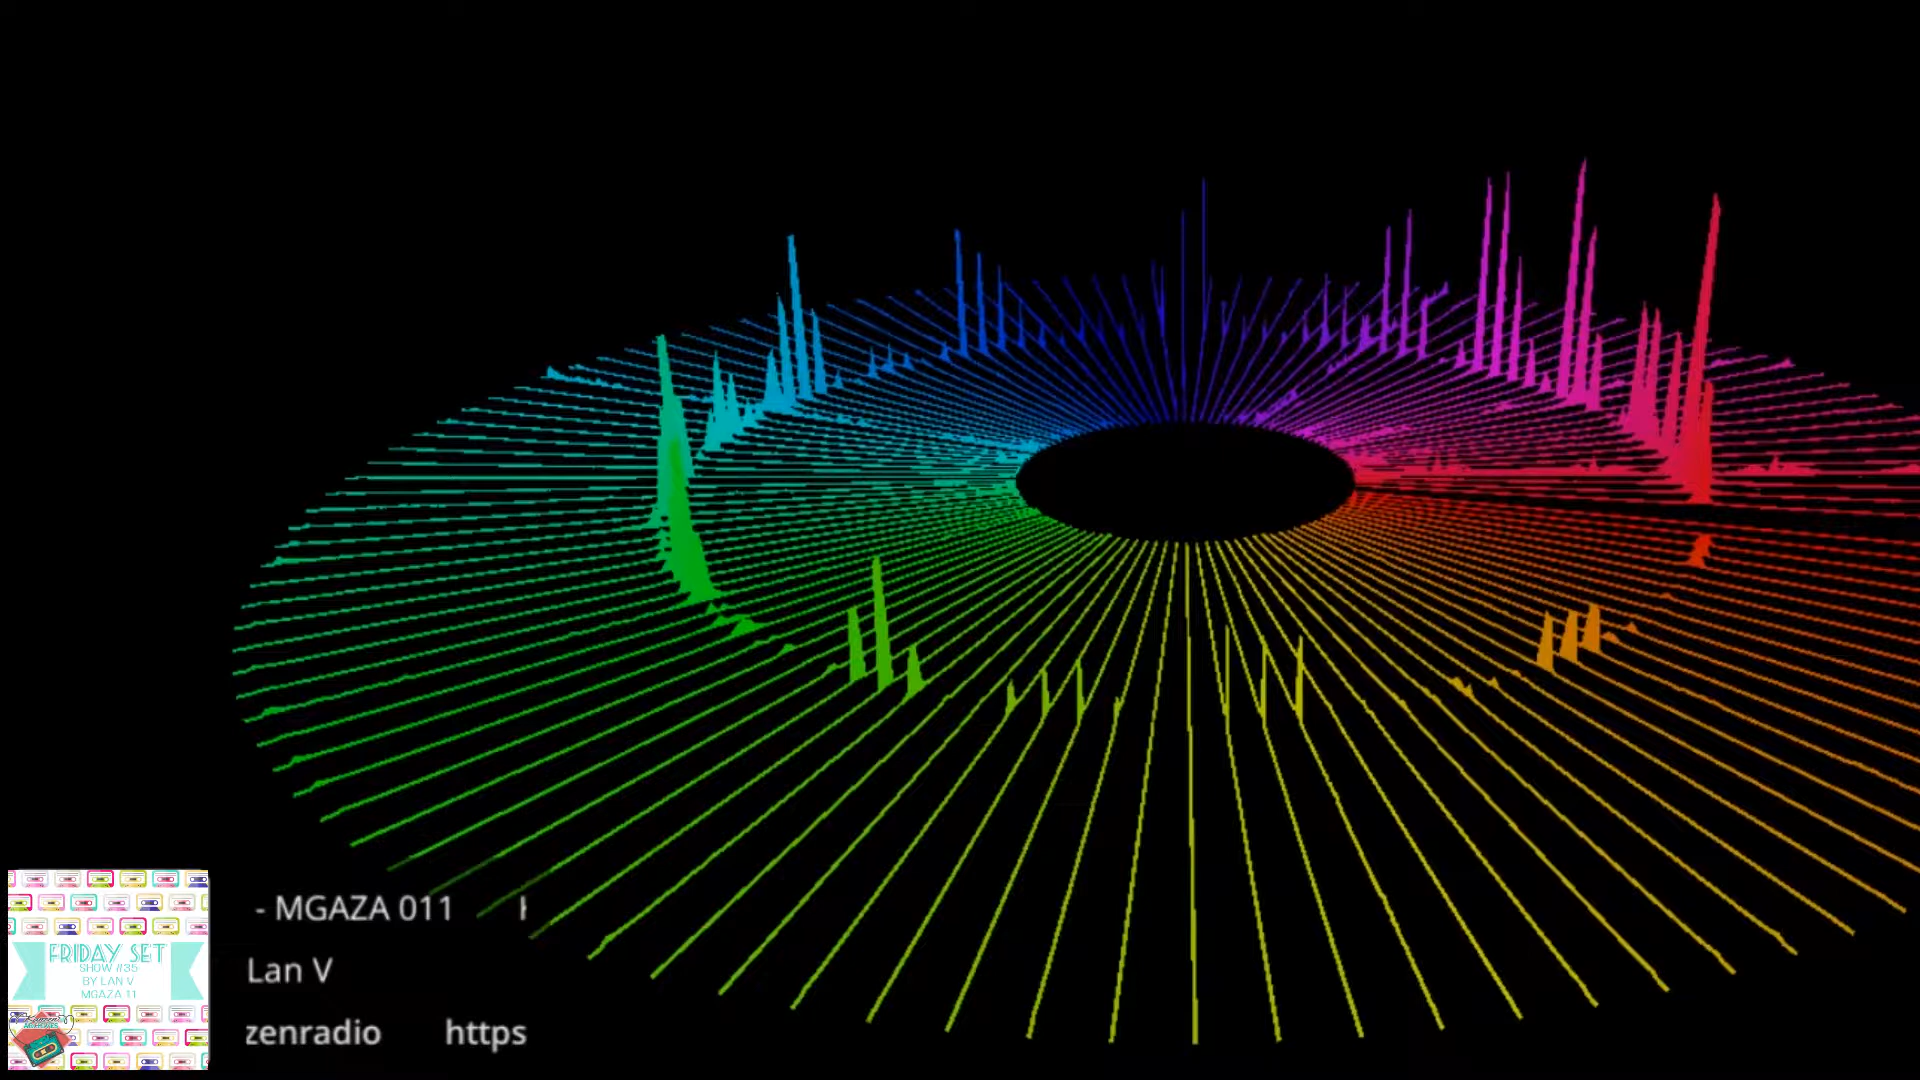 FRIDAY SET
SHOW #35
BY LAN V
MGAZA 11
- MGAZA 011
Lan V
zenradio https